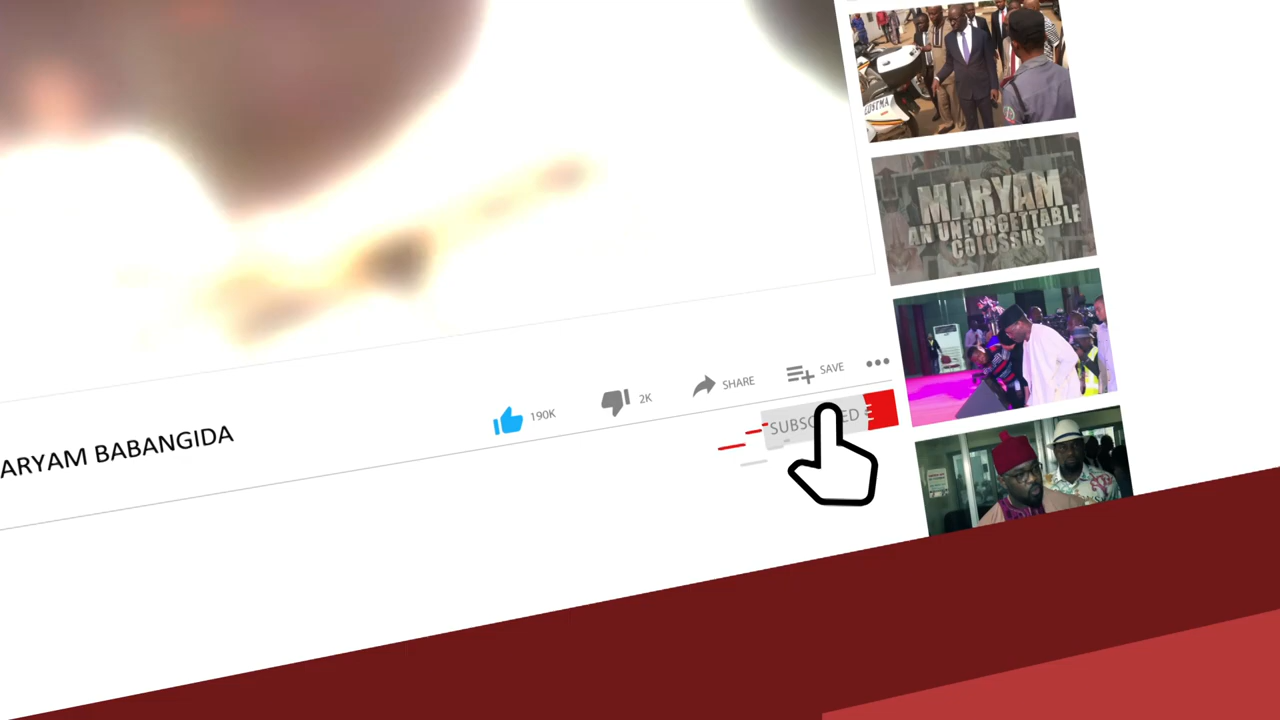 MARYAM
AN UNFORGETTABLE
COLOSSUS
190K
2K
SHARE
SAVE
ARYAM BABANGIDA